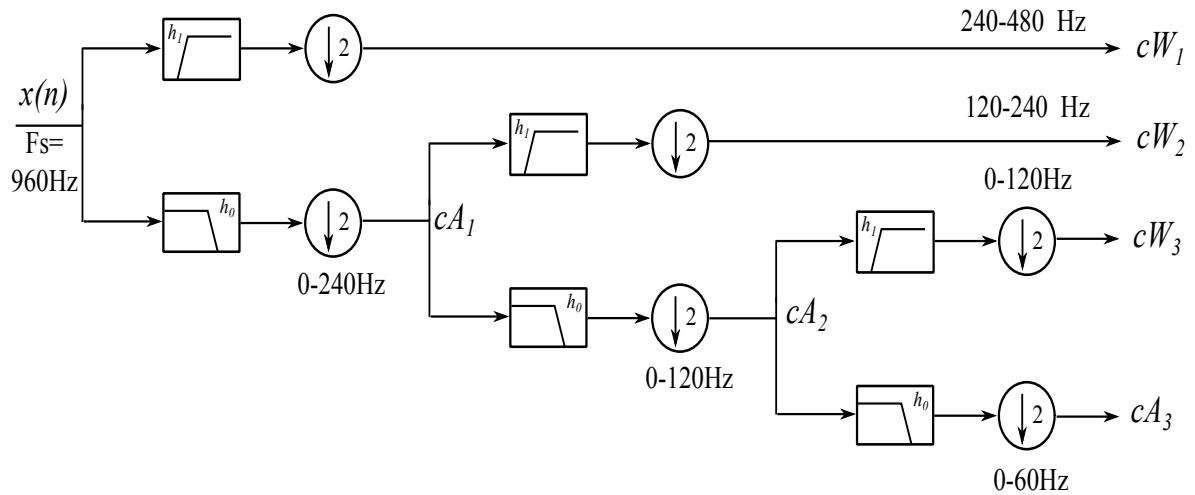 h₁
2
240-480 Hz
cW₁
x(n)
Fs=
960Hz
h₀
2
0-240Hz
cA₁
h₁
2
120-240 Hz
cW₂
h₀
2
0-120Hz
cA₂
h₁
2
0-120Hz
cW₃
h₀
2
0-60Hz
cA₃